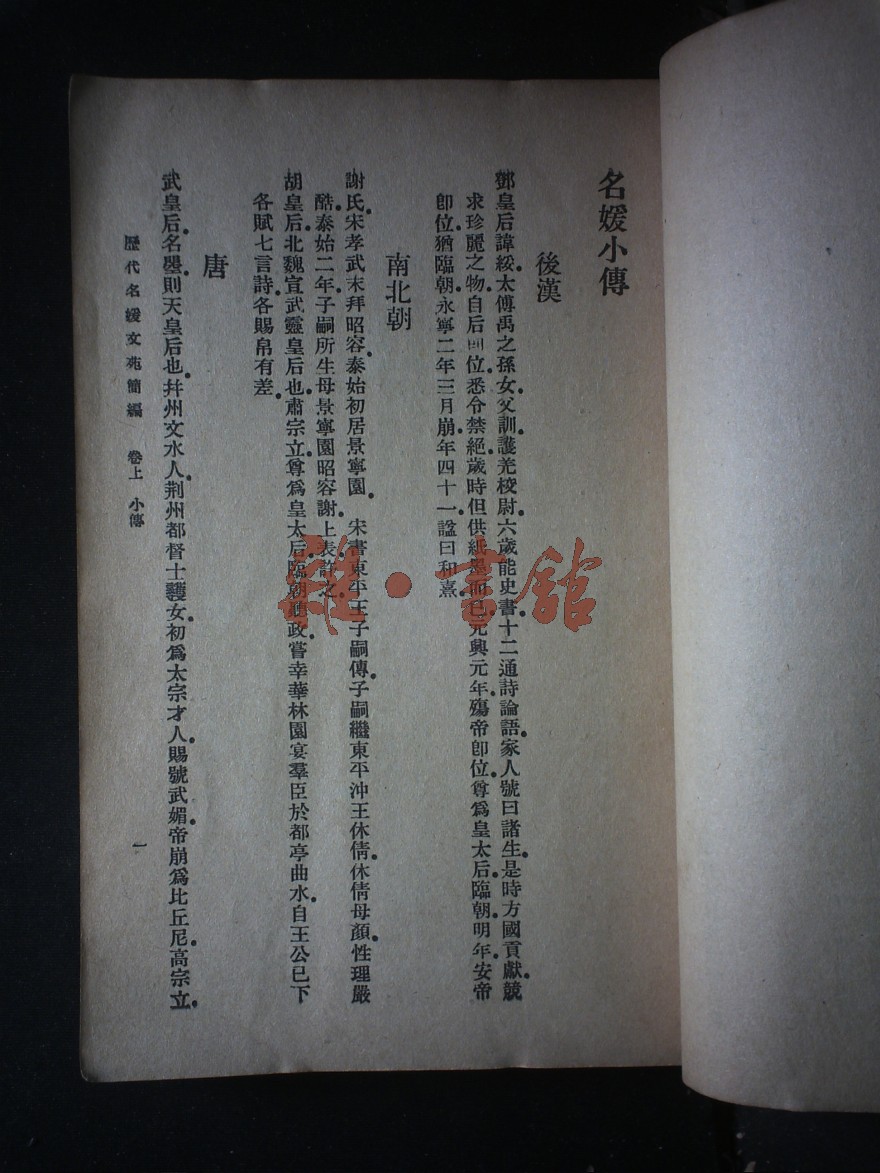 名媛小傳
後漢
鄧皇后諱綏太傅禹之孫女父訓護羌校尉六歲能史書十二通詩論語家人號曰諸生是時方國貢獻競
求珍麗之物自后卽位悉令禁絕歲時但供紙墨而已元興元年殤帝卽位尊爲皇太后臨朝明年安帝
卽位猶臨朝永寧二年三月崩年四十一諡曰和熹
南北朝
謝氏宋孝武末拜昭容泰始初居景寧園 宋書東平王子嗣傳子嗣繼東平沖王休倩休倩母顏性理嚴
酷泰始二年子嗣所生母景寧園昭容謝上表許之
胡皇后北魏宣武靈皇后也肅宗立尊爲皇太后臨朝聽政嘗幸華林園宴羣臣於都亭曲水自王公已下
各賦七言詩各賜帛有差
唐
武皇后名曌則天皇后也幷州文水人荆州都督士彠女初爲太宗才人賜號武媚帝崩爲比丘尼高宗立
歷代名媛文苑簡編 卷上 小傳 一
雜·書館